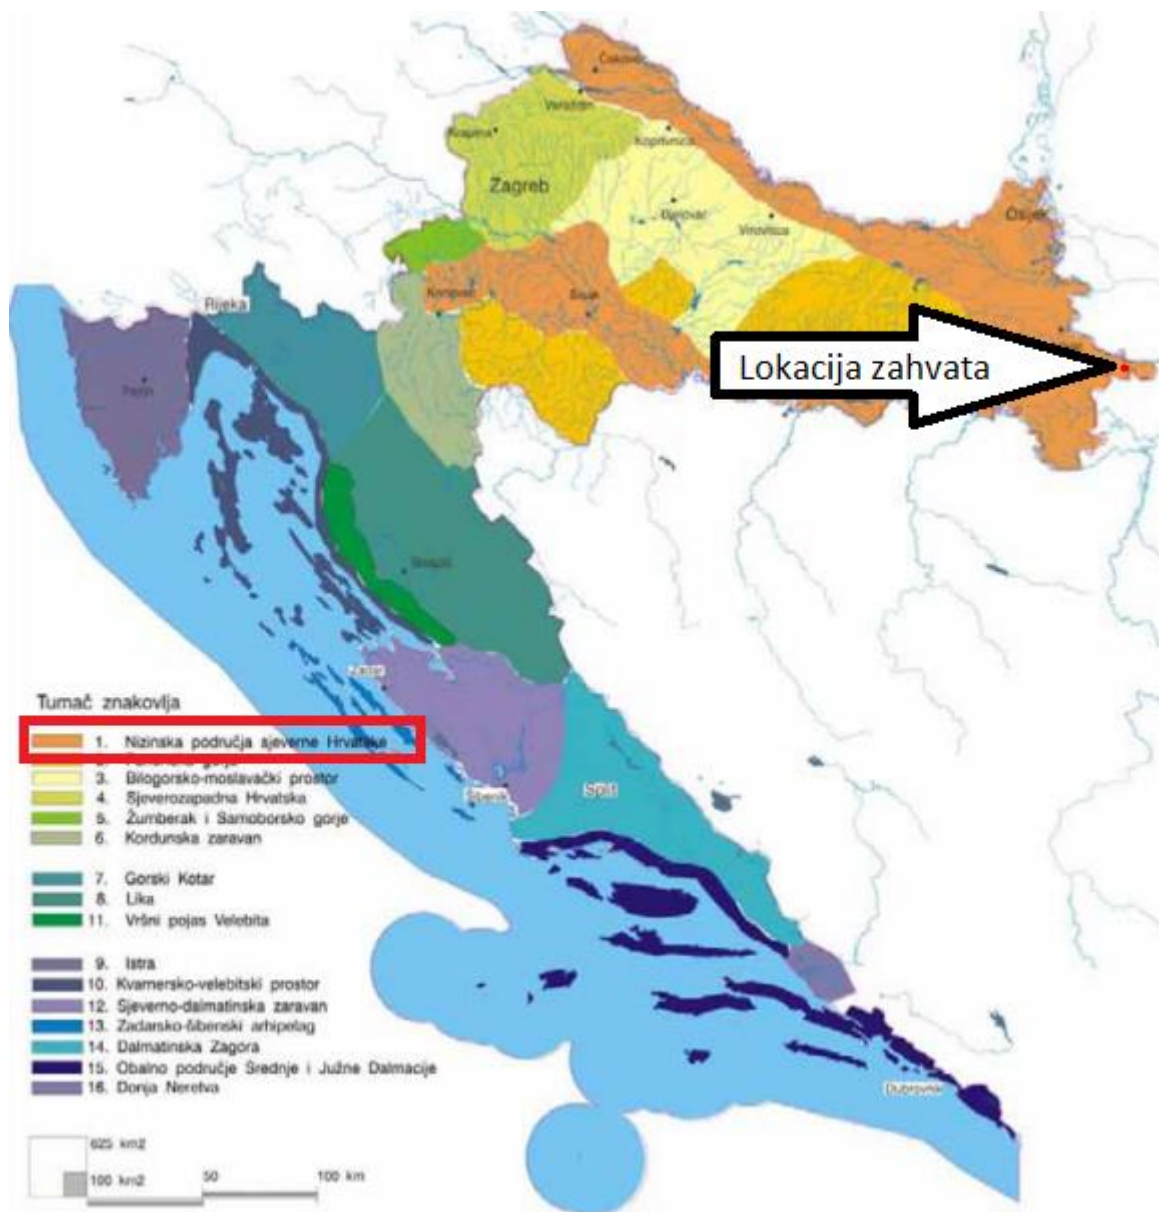 Čakovec
Varaždin
Krapina
Koprivnica
Zagreb
Bjelovar
Virovitica
Osijek
Karlovac
Sisak
Rijeka
Lokacija zahvata
Pazin
Gospić
Zadar
Tumač znakovlja
1. Nizinska područja sjeverne Hrvatske
3. Bilogorsko-moslavački prostor
Šibenik
Split
4. Sjeverozapadna Hrvatska
5. Žumberak i Samoborsko gorje
6. Kordunska zaravan
7. Gorski Kotar
8. Lika
11. Vršni pojas Velebita
9. Istra
10. Kvarnersko-velebitski prostor
12. Sjeverno-dalmatinska zaravan
13. Zadarsko-šibenski arhipelag
14. Dalmatinska Zagora
15. Obalno područje Srednje i Južne Dalmacije
16. Donja Neretva
Dubrovnik
625 km2
100 km2
50
100 km